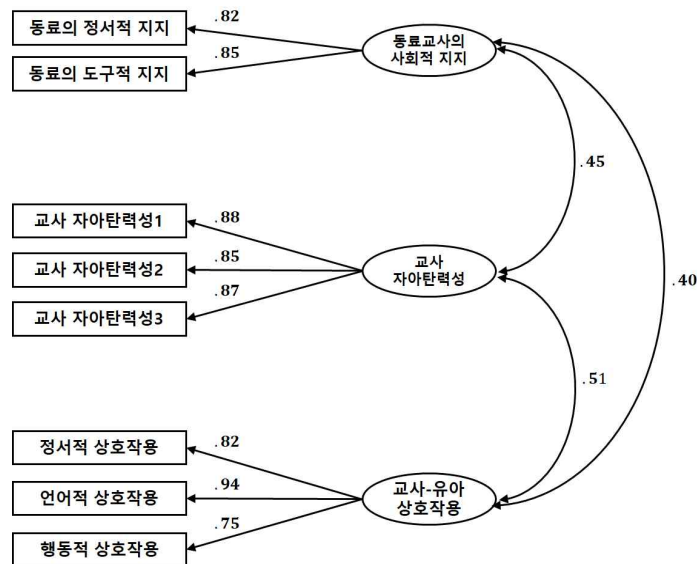 동료의 정서적 지지
.82
동료의 도구적 지지
.85
동료교사의
사회적 지지
.45
교사 자아탄력성1
.88
교사 자아탄력성2
.85
교사 자아탄력성3
.87
교사
자아탄력성
.40
.51
정서적 상호작용
.82
언어적 상호작용
.94
행동적 상호작용
.75
교사-유아
상호작용